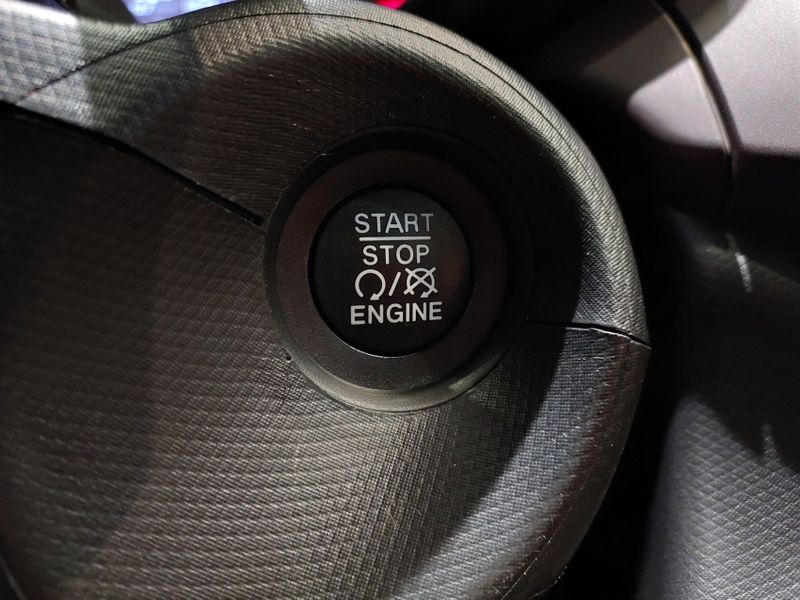 START
STOP
/
ENGINE